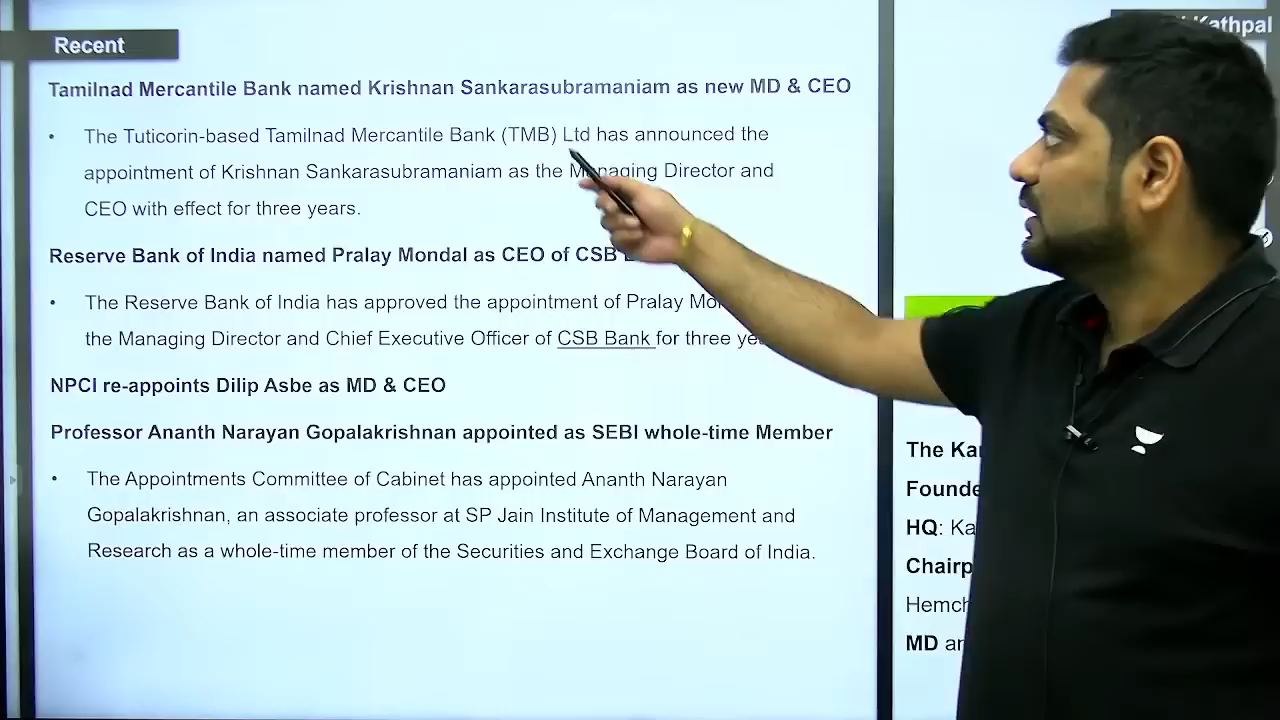 Kathpal
Recent
Tamilnad Mercantile Bank named Krishnan Sankarasubramaniam as new MD & CEO
• The Tuticorin-based Tamilnad Mercantile Bank (TMB) Ltd has announced the
appointment of Krishnan Sankarasubramaniam as the Managing Director and
CEO with effect for three years.
Reserve Bank of India named Pralay Mondal as CEO of CSB
• The Reserve Bank of India has approved the appointment of Pralay Mon
the Managing Director and Chief Executive Officer of CSB Bank for three ye
NPCI re-appoints Dilip Asbe as MD & CEO
Professor Ananth Narayan Gopalakrishnan appointed as SEBI whole-time Member
• The Appointments Committee of Cabinet has appointed Ananth Narayan
Gopalakrishnan, an associate professor at SP Jain Institute of Management and
Research as a whole-time member of the Securities and Exchange Board of India.
The Ka
Founde
HQ: Ka
Chairp
Hemch
MD an